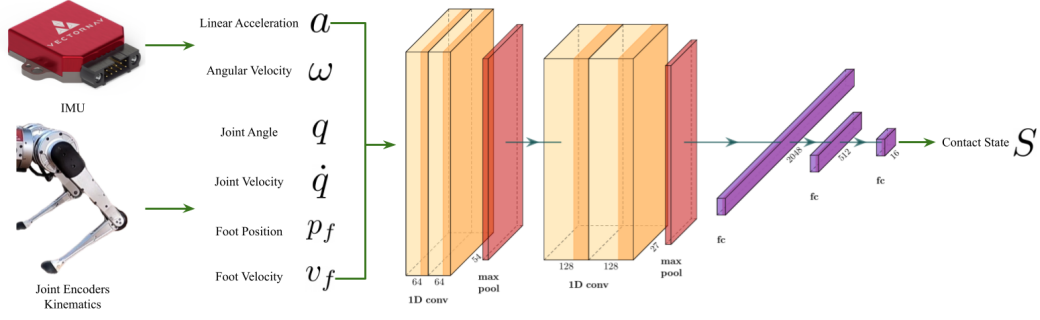 VECTORNAV
IMU
Joint Encoders
Kinematics
Linear Acceleration a
Angular Velocity ω
Joint Angle q
Joint Velocity q̇
Foot Position p_f
Foot Velocity v_f
64 64
1D conv
54
max
pool
128 128
1D conv
27
max
pool
2048
fc
512
fc
16
fc
Contact State S